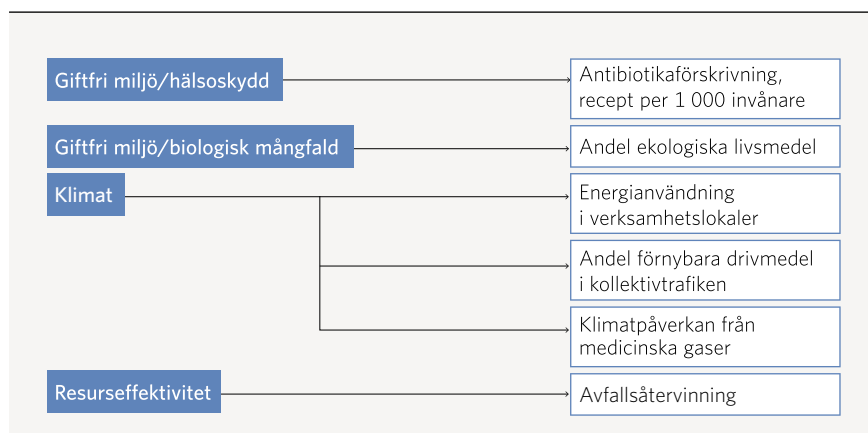 Giftfri miljö/hälsoskydd
Antibiotikaförskrivning,
recept per 1 000 invånare
Giftfri miljö/biologisk mångfald
Andel ekologiska livsmedel
Klimat
Energianvändning
i verksamhetslokaler
Andel förnybara drivmedel
i kollektivtrafiken
Klimatpåverkan från
medicinska gaser
Resurseffektivitet
Avfallsåtervinning